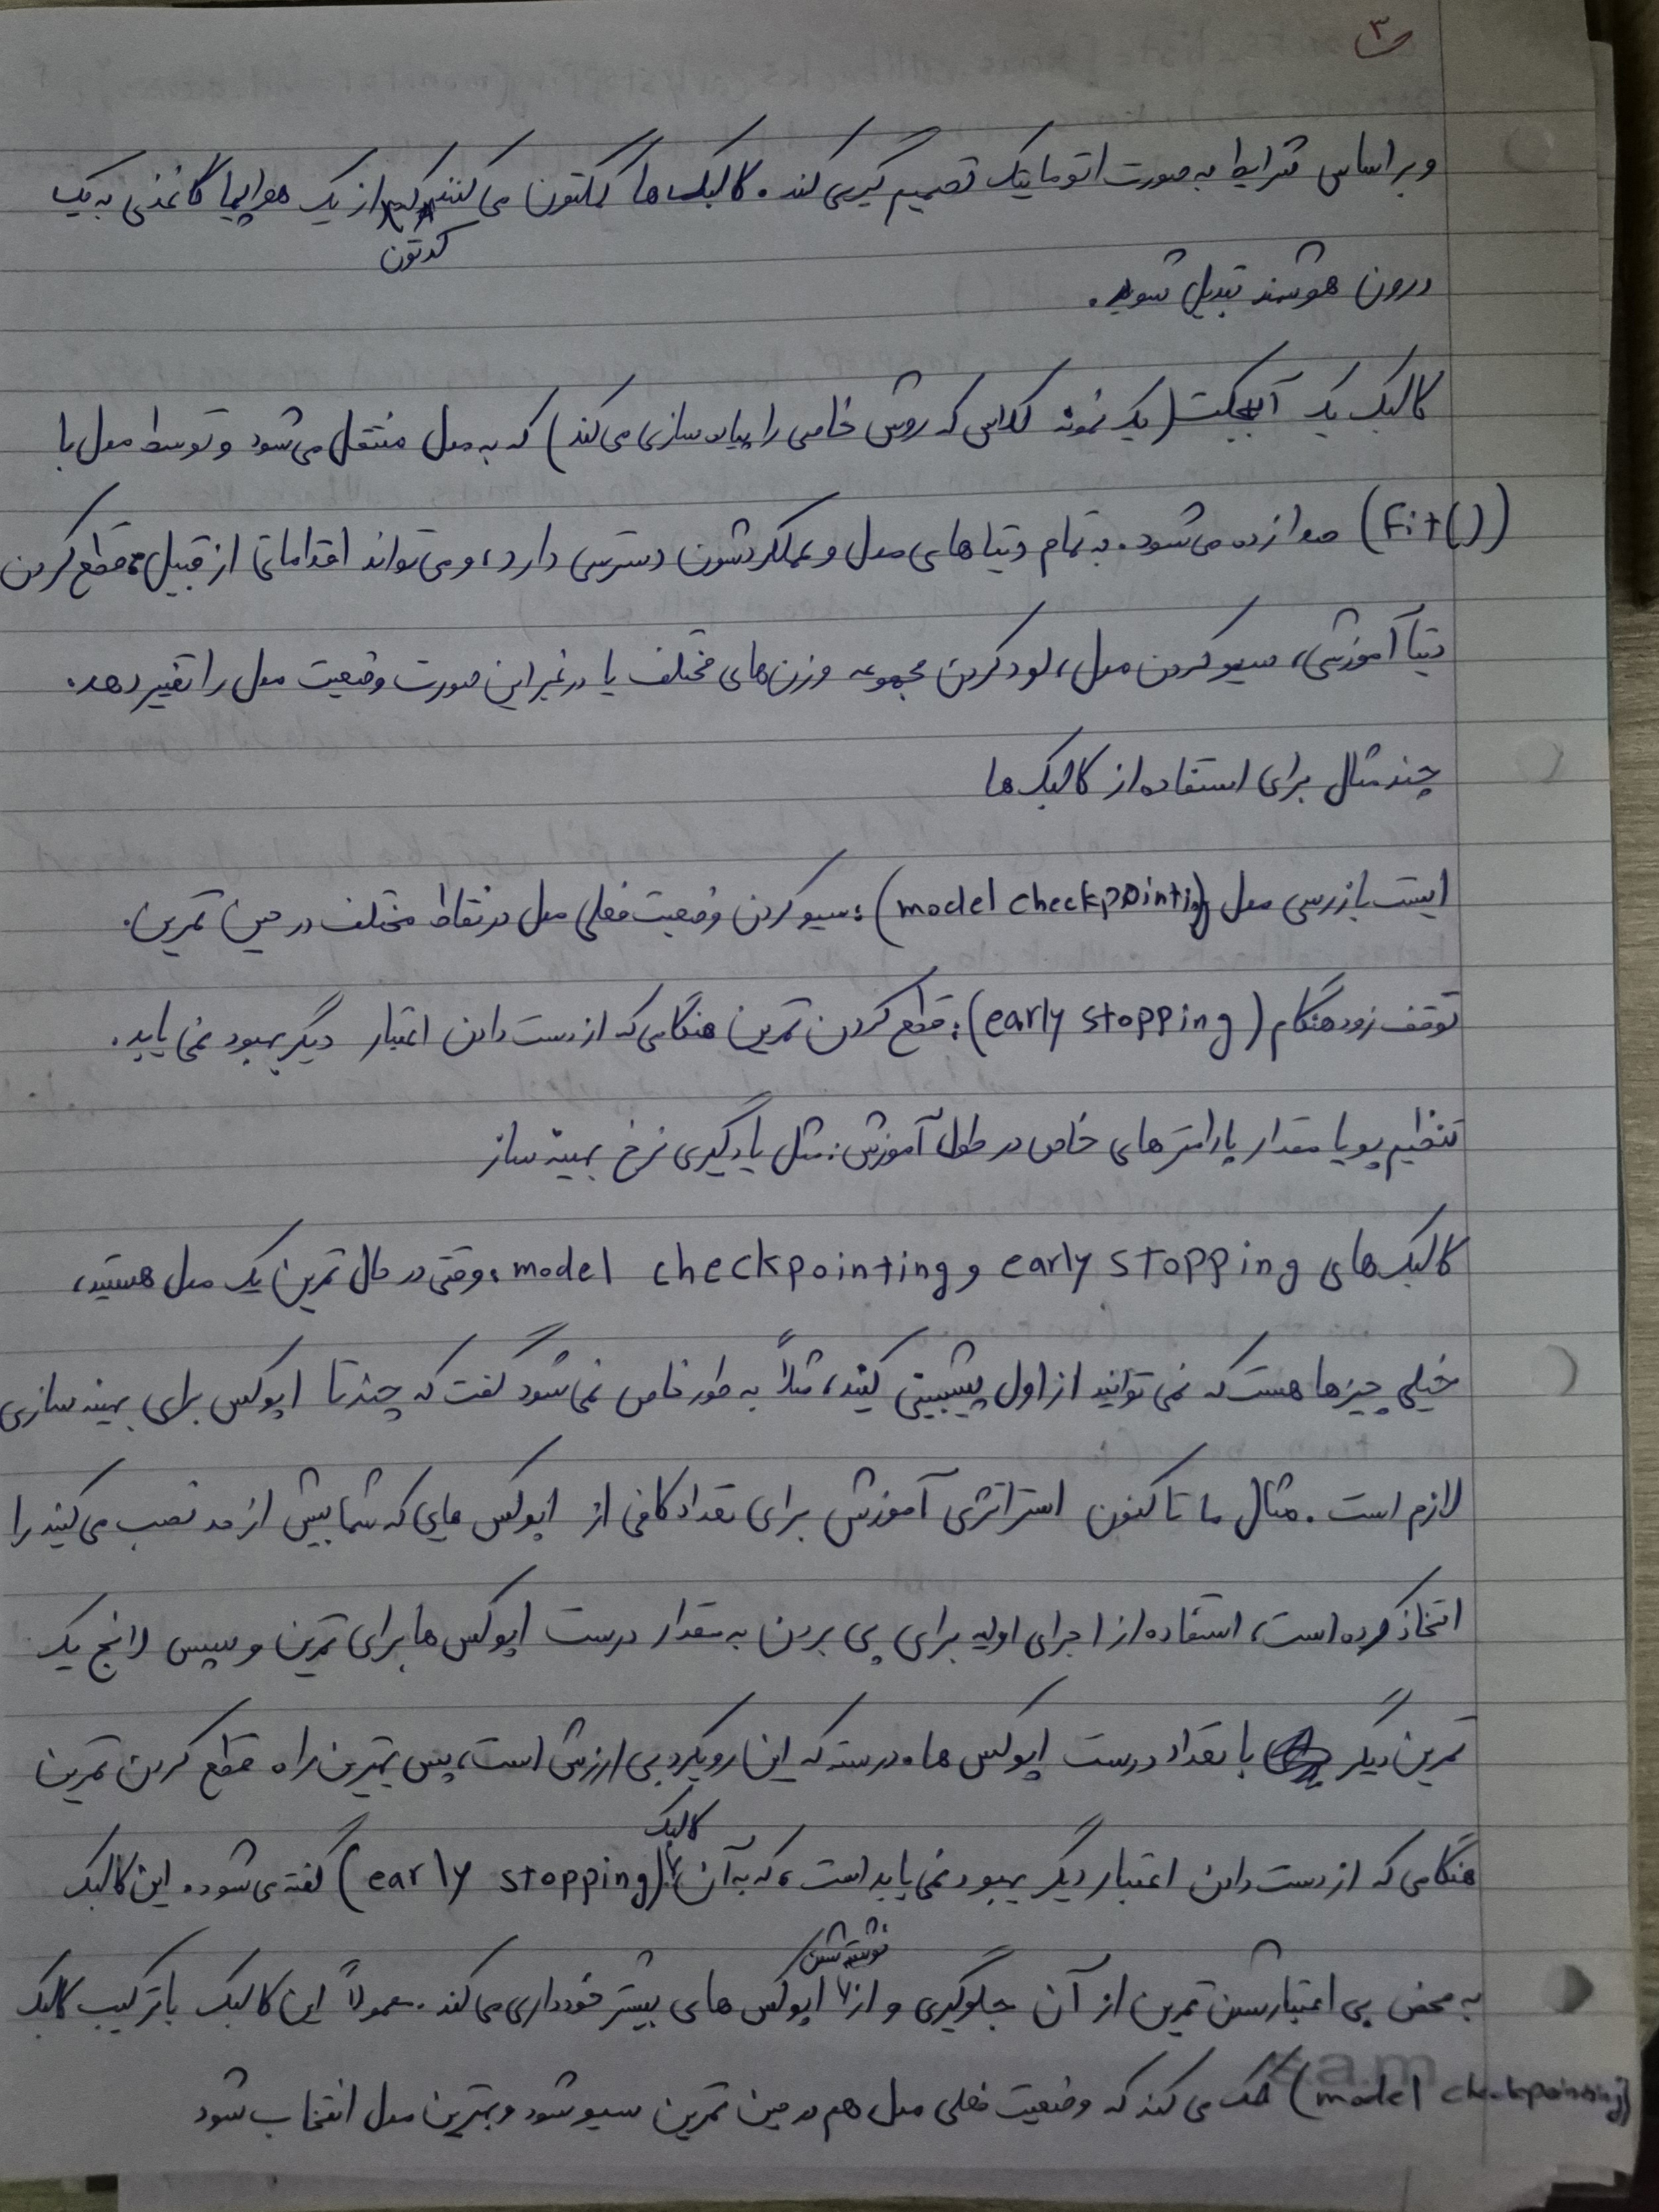 ۳
و براساس شرایط به صورت اتوماتیک تصمیم گیری کند. کالبک ها کمکتون می کنند کدتون از یک هواپیما کاغذی به یک
درون هوشمند تبدیل شود.
کالبک یک آبجکت (یک نمونه کلاس که روش خاصی را پیاده سازی می کند) که به مدل منتقل می شود و توسط مدل با
(Fit()) صدا زده می شود. به تمام دیتاهای مدل و عملکردشون دسترسی دارد، و می تواند اقداماتی از قبیل: قطع کردن
دیتا آموزشی، سیو کردن مدل، لود کردن مجموعه وزن های مختلف یا در غیر این صورت وضعیت مدل را تغییر دهد.
چند مثال برای استفاده از کالبک ها
ایست بازرسی مدل (model checkpointing): سیو کردن وضعیت فعلی مدل در نقاط مختلف در حین تمرین.
توقف زودهنگام (early stopping): قطع کردن تمرین هنگامی که از دست دادن اعتبار دیگر بهبود نمی یابد.
تنظیم پویا مقدار پارامترهای خاص در طول آموزش: مثل یادگیری نرخ بهینه ساز
کالبک های early stopping و model checkpointing: وقتی در حال تمرین یک مدل هستید،
خیلی چیزها هست که نمی توانید از اول پیشبینی کنید، مثلاً به طور خاص نمی شود گفت که چندتا اپوکس برای بهینه سازی
لازم است. مثال ما تا کنون استراتژی آموزش برای تعداد کافی از اپوکس هایی که شما بیش از حد نصب می کنید را
اتخاذ کرده است، استفاده از اجرای اولیه برای پی بردن به مقدار درست اپوکس ها برای تمرین و سپس لانج یک
تمرین دیگر با تعداد درست اپوکس ها. درسته که این رویکرد بی ارزش است، پس بهترین راه قطع کردن تمرین
هنگامی که از دست دادن اعتبار دیگر بهبود نمی یابد است، که به آن کالبک (early stopping) گفته می شود. این کالبک
به محض بی اعتبار شدن تمرین از آن جلوگیری و از نوشته شدن اپوکس های بیشتر خودداری می کند. معمولاً این کالبک با ترکیب کالبک
(model checkpointing) کمک می کند که وضعیت فعلی مدل هم در حین تمرین سیو شود و بهترین مدل انتخاب شود